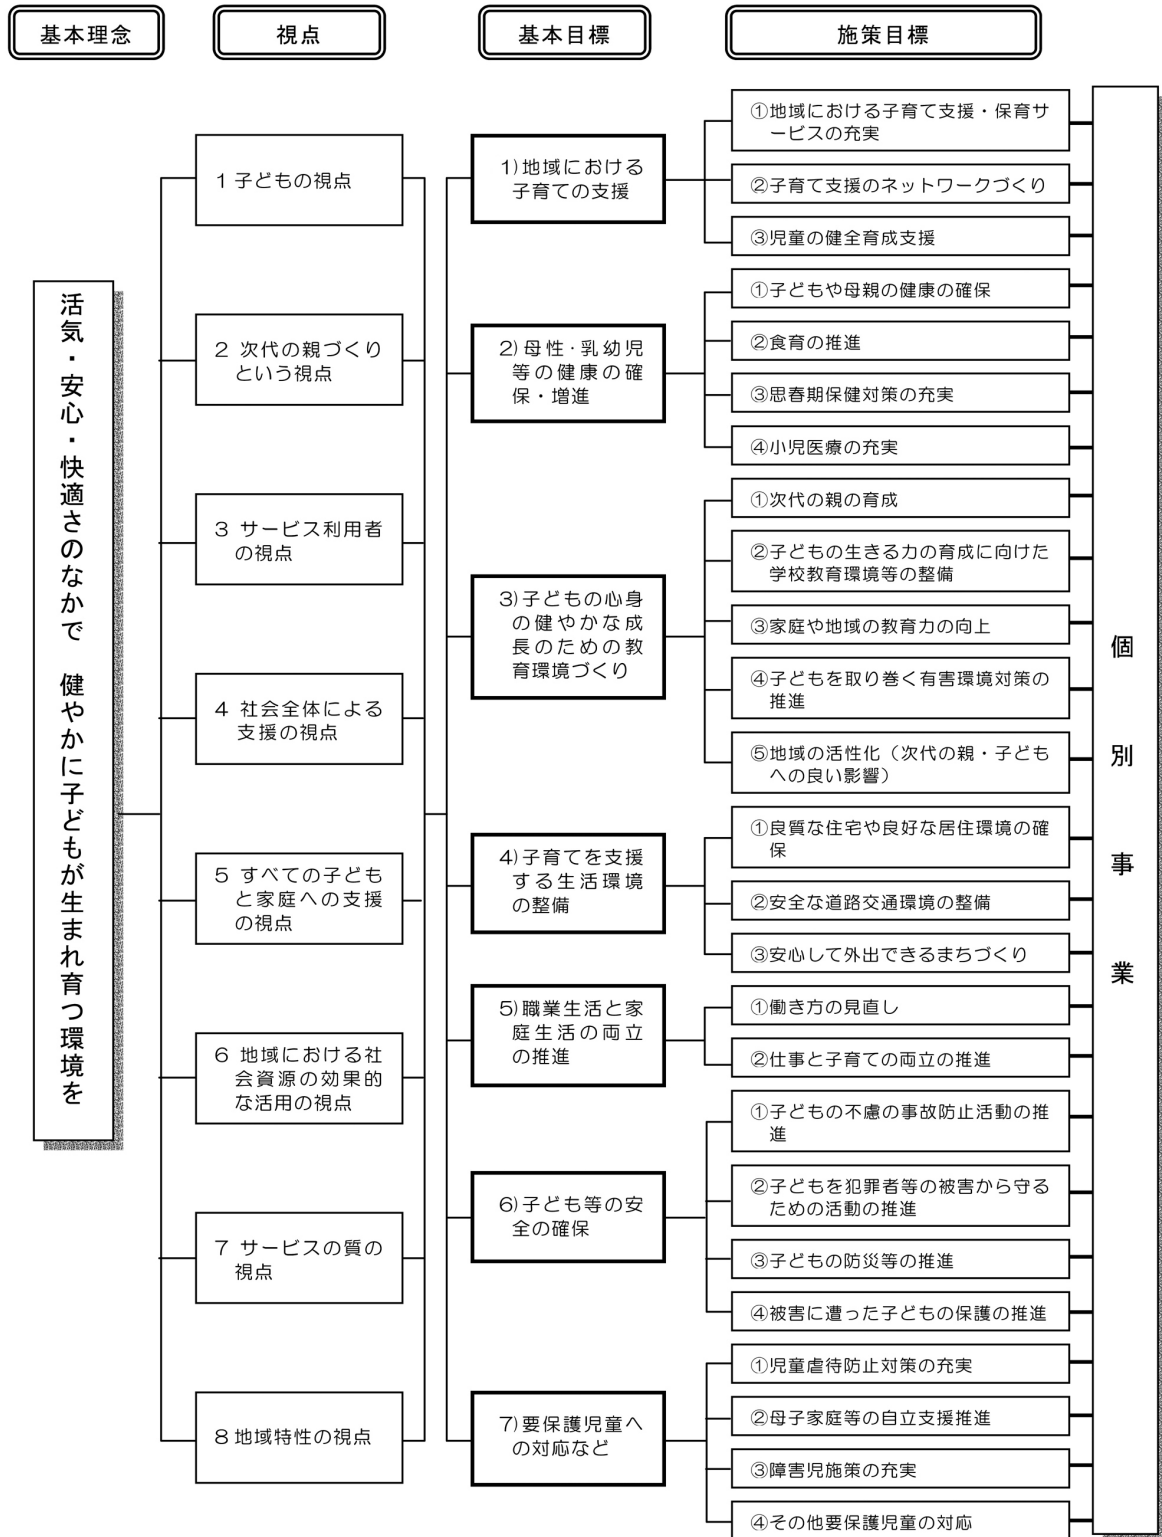 基本理念
視点
基本目標
施策目標
活気・安心・快適さのなかで　健やかに子どもが生まれ育つ環境を
1 子どもの視点
2 次代の親づくり
という視点
3 サービス利用者
の視点
4 社会全体による
支援の視点
5 すべての子ども
と家庭への支援
の視点
6 地域における社
会資源の効果的
な活用の視点
7 サービスの質の
視点
8 地域特性の視点
1)地域における
子育ての支援
2)母性・乳幼児
等の健康の確
保・増進
3)子どもの心身
の健やかな成
長のための教
育環境づくり
4)子育てを支援
する生活環境
の整備
5)職業生活と家
庭生活の両立
の推進
6)子ども等の安
全の確保
7)要保護児童へ
の対応など
①地域における子育て支援・保育サ
ービスの充実
②子育て支援のネットワークづくり
③児童の健全育成支援
①子どもや母親の健康の確保
②食育の推進
③思春期保健対策の充実
④小児医療の充実
①次代の親の育成
②子どもの生きる力の育成に向けた
学校教育環境等の整備
③家庭や地域の教育力の向上
④子どもを取り巻く有害環境対策の
推進
⑤地域の活性化（次代の親・子ども
への良い影響）
①良質な住宅や良好な居住環境の確
保
②安全な道路交通環境の整備
③安心して外出できるまちづくり
①働き方の見直し
②仕事と子育ての両立の推進
①子どもの不慮の事故防止活動の推
進
②子どもを犯罪者等の被害から守る
ための活動の推進
③子どもの防災等の推進
④被害に遭った子どもの保護の推進
①児童虐待防止対策の充実
②母子家庭等の自立支援推進
③障害児施策の充実
④その他要保護児童の対応
個別事業